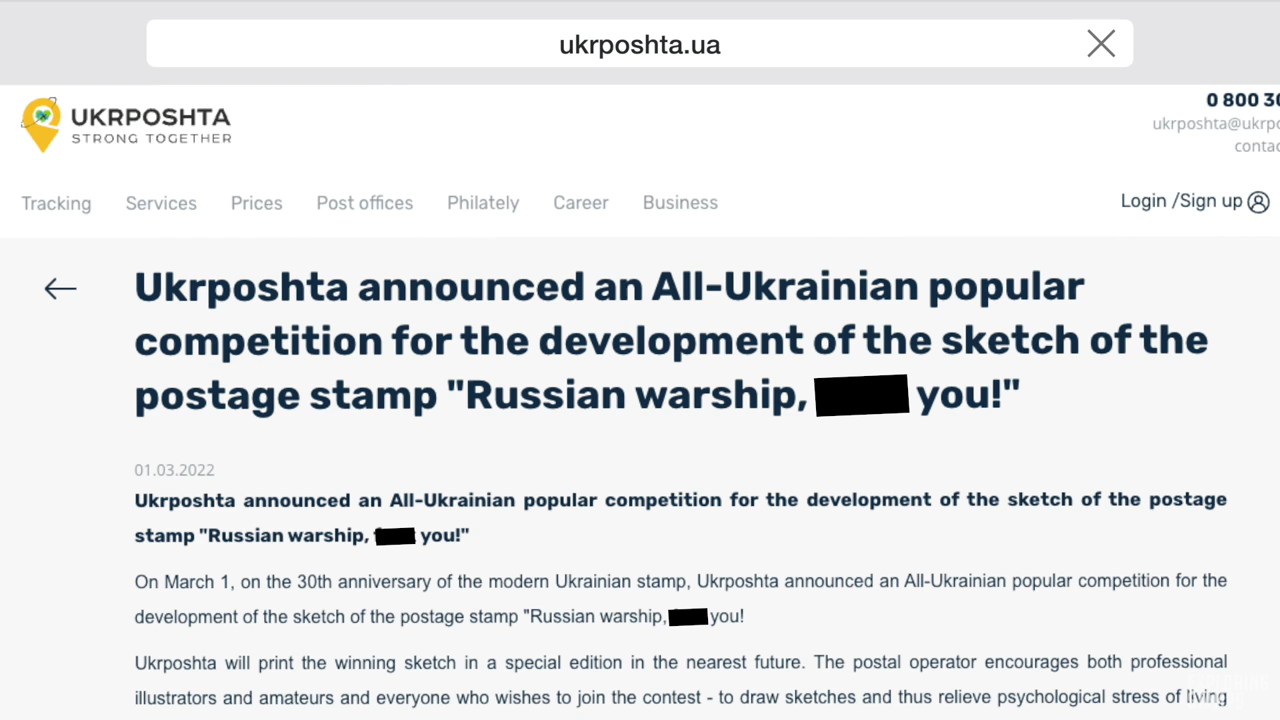 ukrposhta.ua
UKRPOSHTA
STRONG TOGETHER
0 800 30
ukrposhta@ukrpo
contac
Tracking Services Prices Post offices Philately Career Business
Login /Sign up
Ukrposhta announced an All-Ukrainian popular
competition for the development of the sketch of the
postage stamp "Russian warship, you!"
01.03.2022
Ukrposhta announced an All-Ukrainian popular competition for the development of the sketch of the postage
stamp "Russian warship, you!"
On March 1, on the 30th anniversary of the modern Ukrainian stamp, Ukrposhta announced an All-Ukrainian popular competition for the
development of the sketch of the postage stamp "Russian warship, you!
Ukrposhta will print the winning sketch in a special edition in the nearest future. The postal operator encourages both professional
illustrators and amateurs and everyone who wishes to join the contest - to draw sketches and thus relieve psychological stress of living